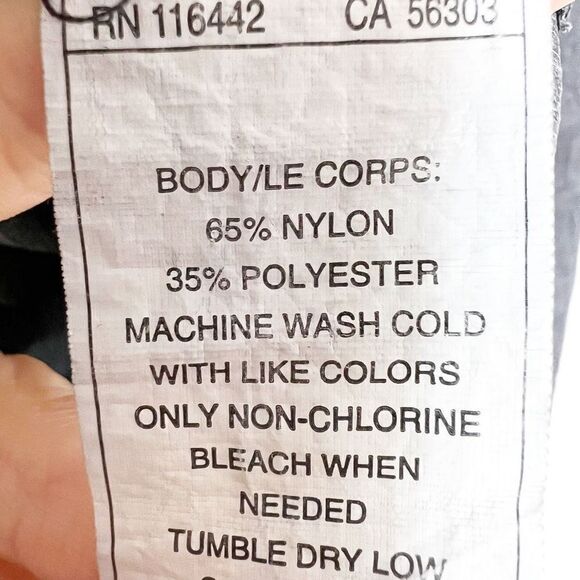 RN 116442 CA 56303
BODY/LE CORPS:
65% NYLON
35% POLYESTER
MACHINE WASH COLD
WITH LIKE COLORS
ONLY NON-CHLORINE
BLEACH WHEN
NEEDED
TUMBLE DRY LOW